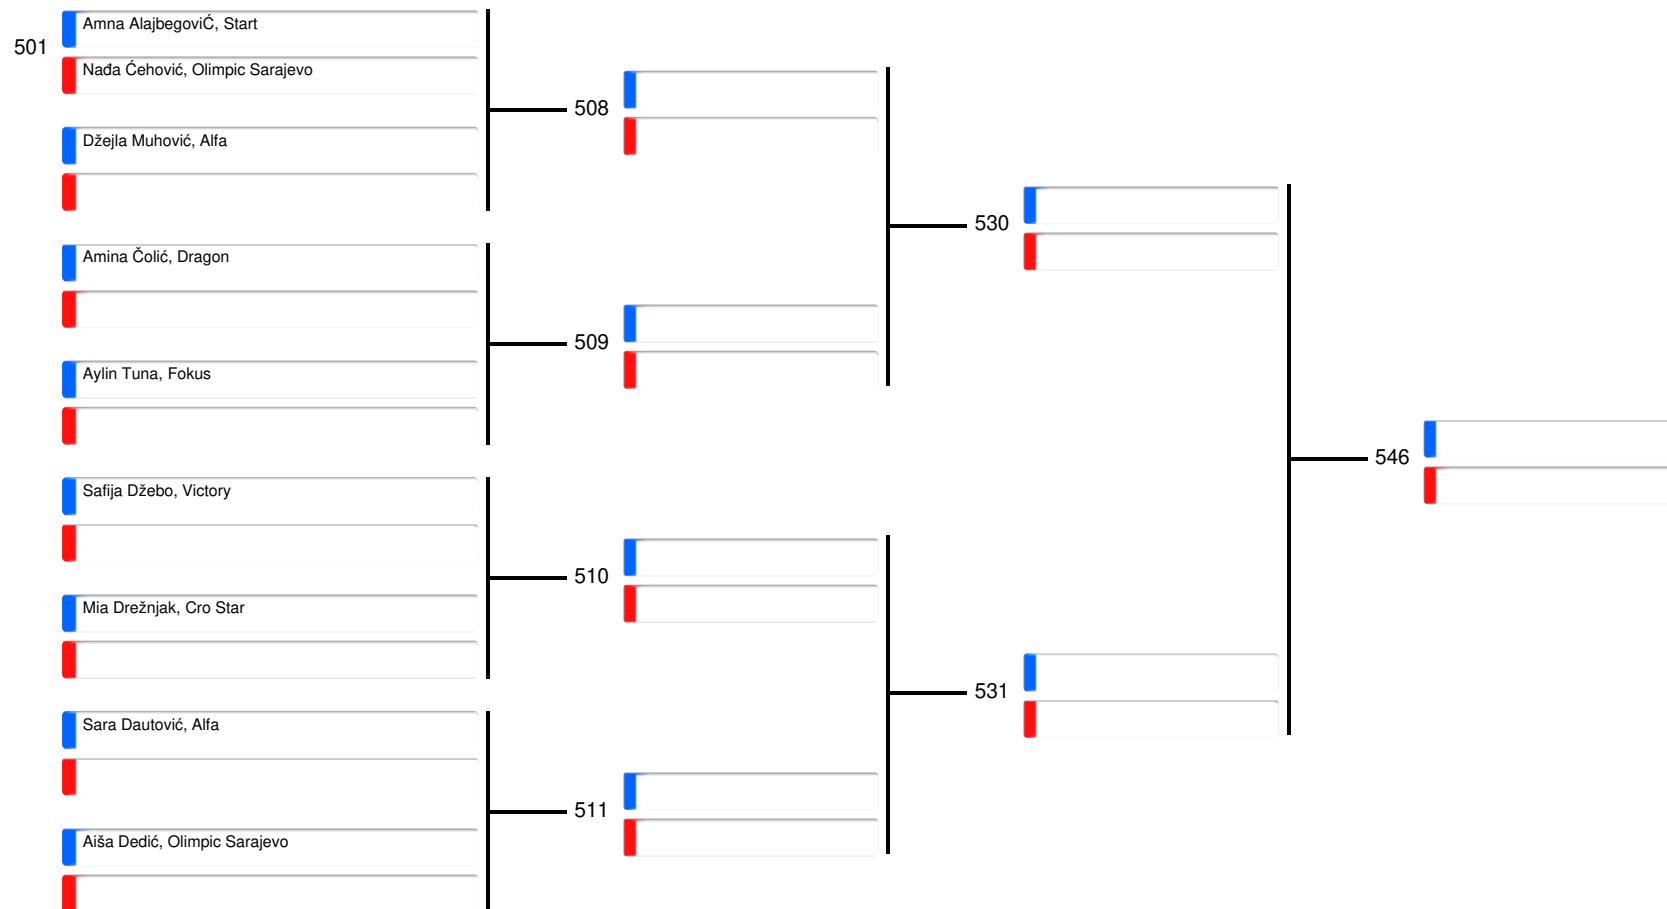 Amna AlajbegoviĆ, Start
501
Nađa Ćehović, Olimpic Sarajevo
508
Džejla Muhović, Alfa
530
Amina Čolić, Dragon
509
Aylin Tuna, Fokus
546
Safija Džebo, Victory
510
Mia Drežnjak, Cro Star
531
Sara Dautović, Alfa
511
Aiša Dedić, Olimpic Sarajevo